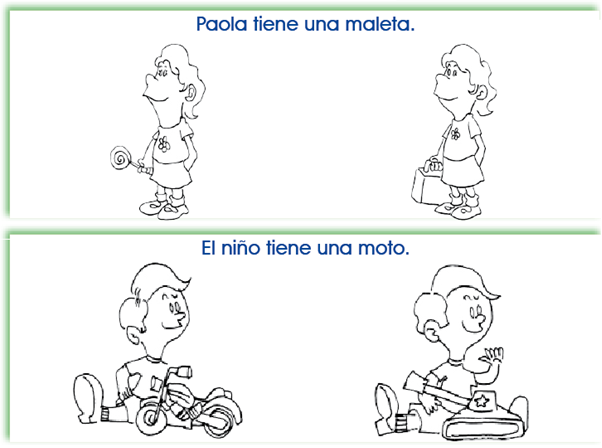 Paola tiene una maleta.
El niño tiene una moto.